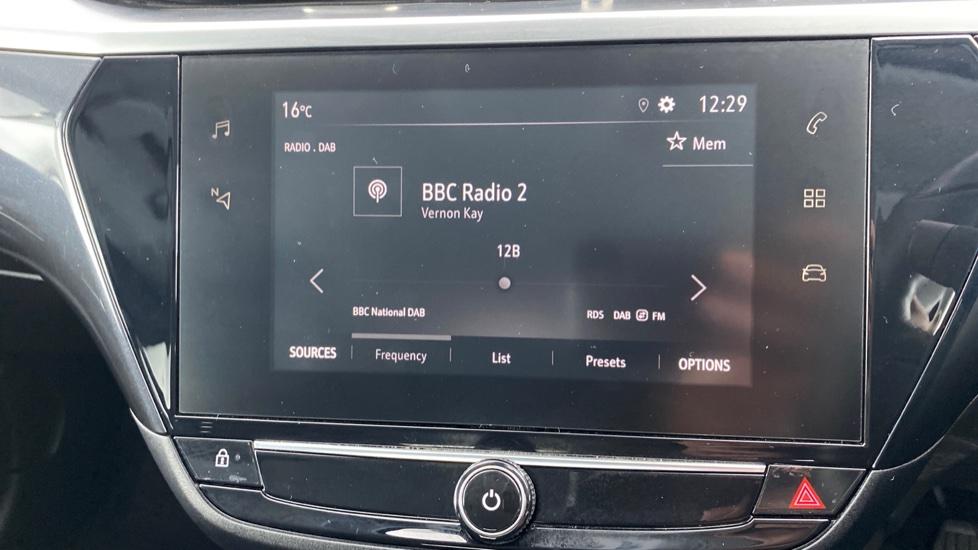 16°C 12:29
RADIO . DAB Mem
BBC Radio 2
Vernon Kay
N
12B
BBC National DAB RDS DAB FM
SOURCES Frequency List Presets OPTIONS